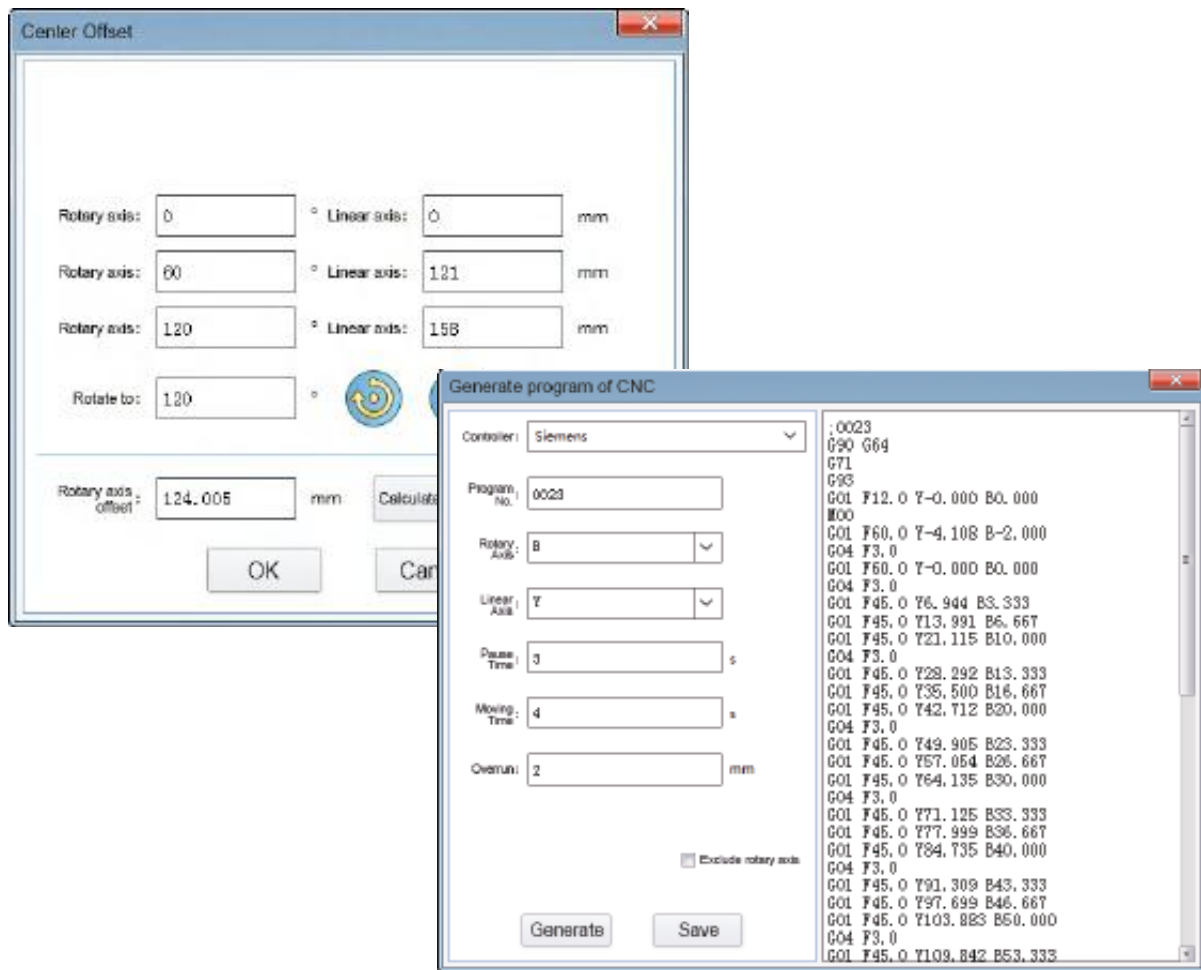 Center Offset
Rotary axis: 0 ° Linear axis: 0 mm
Rotary axis: 60 ° Linear axis: 121 mm
Rotary axis: 120 ° Linear axis: 158 mm
Rotate to: 120 °
Rotary axis offset: 124.005 mm Calculate
OK
Generate program of CNC
Controller: Siemens
Program No.: 0023
Rotary Axis: B
Linear Axis: Y
Pause Time: 3 s
Moving Time: 4 s
Overrun: 2 mm
Exclude rotary axis
Generate Save
;0023
G90 G64
G71
G93
G01 F12.0 Y-0.000 B0.000
M00
G01 F60.0 Y-4.108 B-2.000
G04 F3.0
G01 F60.0 Y-0.000 B0.000
G04 F3.0
G01 F45.0 Y6.944 B3.333
G01 F45.0 Y13.991 B6.667
G01 F45.0 Y21.115 B10.000
G04 F3.0
G01 F45.0 Y28.292 B13.333
G01 F45.0 Y35.500 B16.667
G01 F45.0 Y42.712 B20.000
G04 F3.0
G01 F45.0 Y49.905 B23.333
G01 F45.0 Y57.054 B26.667
G01 F45.0 Y64.135 B30.000
G04 F3.0
G01 F45.0 Y71.125 B33.333
G01 F45.0 Y77.999 B36.667
G01 F45.0 Y84.735 B40.000
G04 F3.0
G01 F45.0 Y91.309 B43.333
G01 F45.0 Y97.699 B46.667
G01 F45.0 Y103.883 B50.000
G04 F3.0
G01 F45.0 Y109.842 B53.333